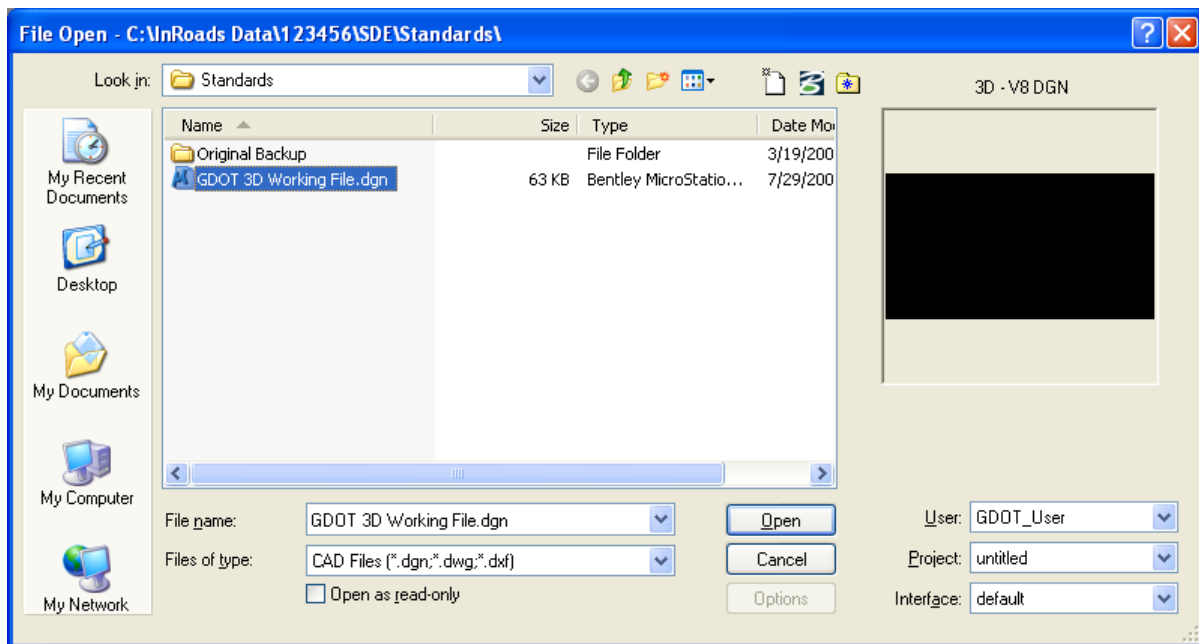 File Open - C:\InRoads Data\123456\SDE\Standards\
Look in: Standards
3D - V8 DGN
Name Size Type Date Mo
Original Backup File Folder 3/19/200
GDOT 3D Working File.dgn 63 KB Bentley MicroStatio... 7/29/200
My Recent
Documents
Desktop
My Documents
My Computer
My Network
File name: GDOT 3D Working File.dgn Open
Files of type: CAD Files (*.dgn;*.dwg;*.dxf) Cancel
Open as read-only Options
User: GDOT_User
Project: untitled
Interface: default